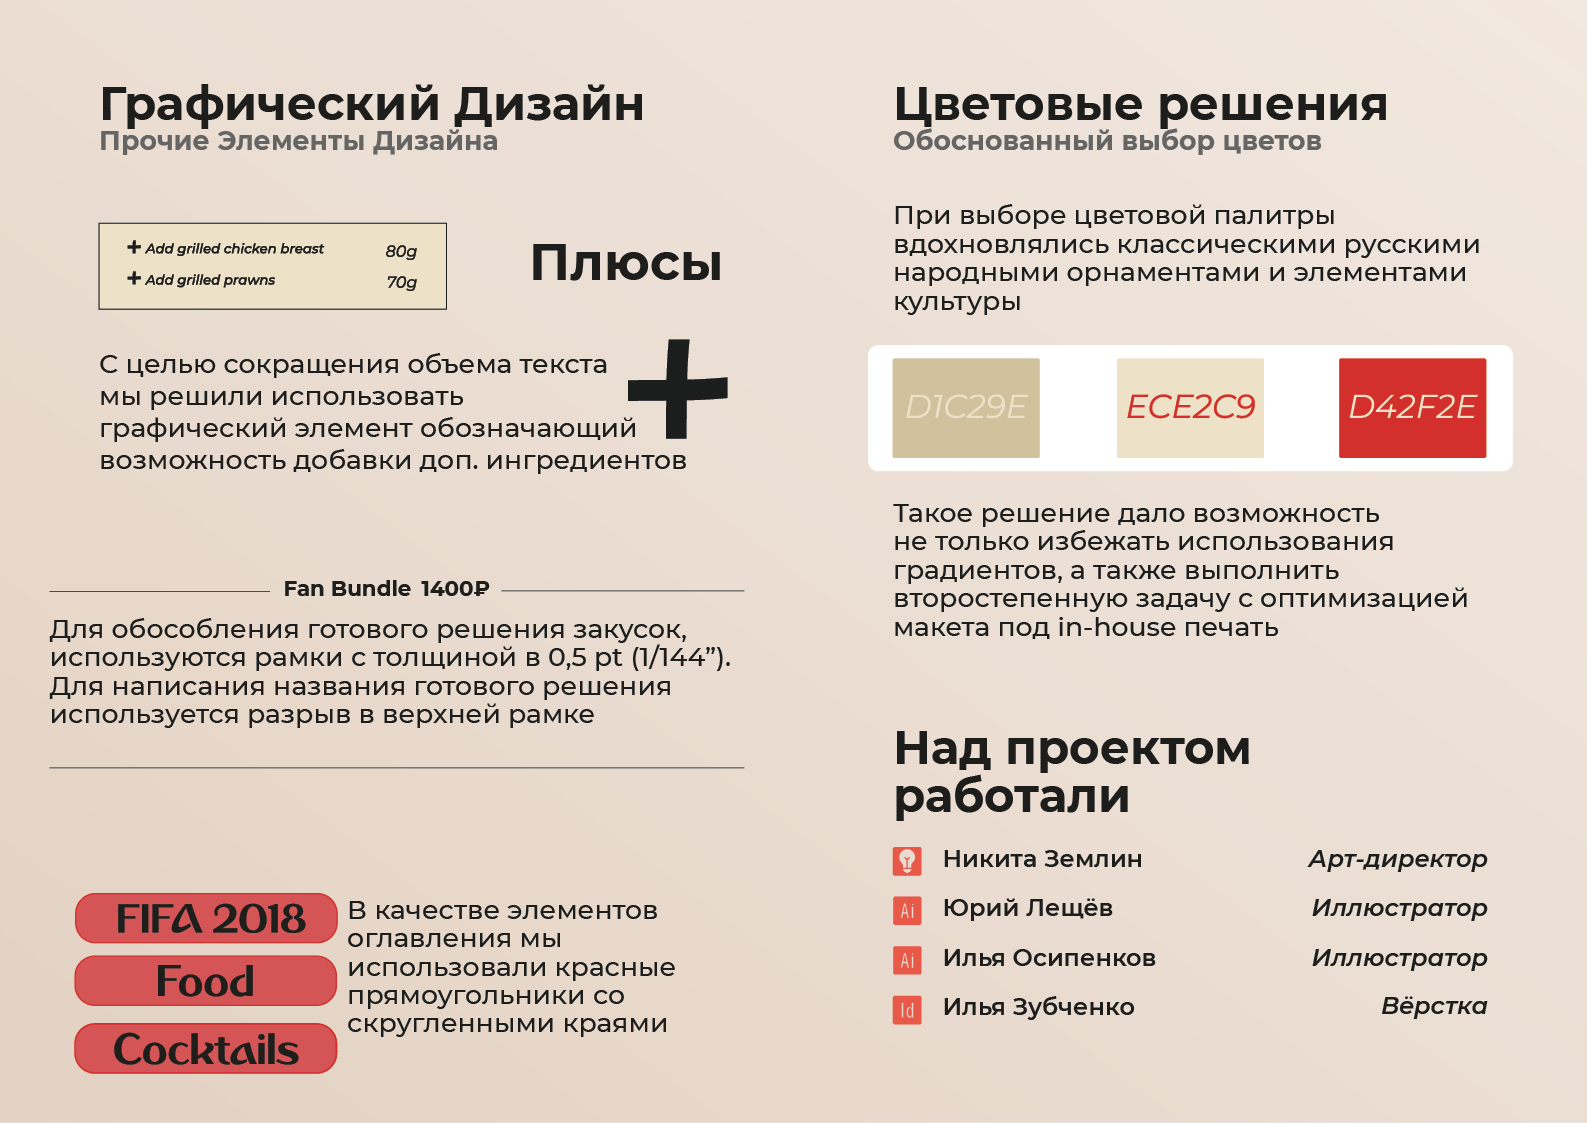 Графический Дизайн
Прочие Элементы Дизайна
+ Add grilled chicken breast 80g
+ Add grilled prawns 70g
Плюсы
С целью сокращения объема текста
мы решили использовать
графический элемент обозначающий
возможность добавки доп. ингредиентов
+
Fan Bundle 1400₽
Для обособления готового решения закусок,
используются рамки с толщиной в 0,5 pt (1/144”).
Для написания названия готового решения
используется разрыв в верхней рамке
FIFA 2018
Food
Cocktails
В качестве элементов
оглавления мы
использовали красные
прямоугольники со
скругленными краями
Цветовые решения
Обоснованный выбор цветов
При выборе цветовой палитры
вдохновлялись классическими русскими
народными орнаментами и элементами
культуры
D1C29E ECE2C9 D42F2E
Такое решение дало возможность
не только избежать использования
градиентов, а также выполнить
второстепенную задачу с оптимизацией
макета под in-house печать
Над проектом
работали
Никита Землин Арт-директор
Ai Юрий Лещёв Иллюстратор
Ai Илья Осипенков Иллюстратор
Id Илья Зубченко Вёрстка